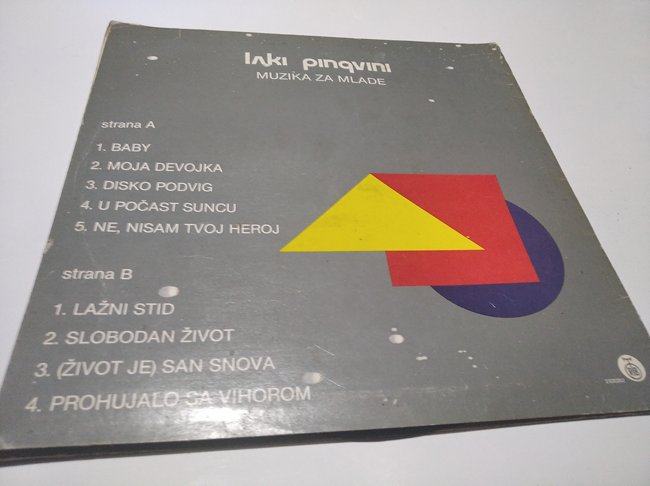 laki pingvini
MUZIKA ZA MLADE
strana A
1. BABY
2. MOJA DEVOJKA
3. DISKO PODVIG
4. U POČAST SUNCU
5. NE, NISAM TVOJ HEROJ
strana B
1. LAŽNI STID
2. SLOBODAN ŽIVOT
3. (ŽIVOT JE) SAN SNOVA
4. PROHUJALO SA VIHOROM